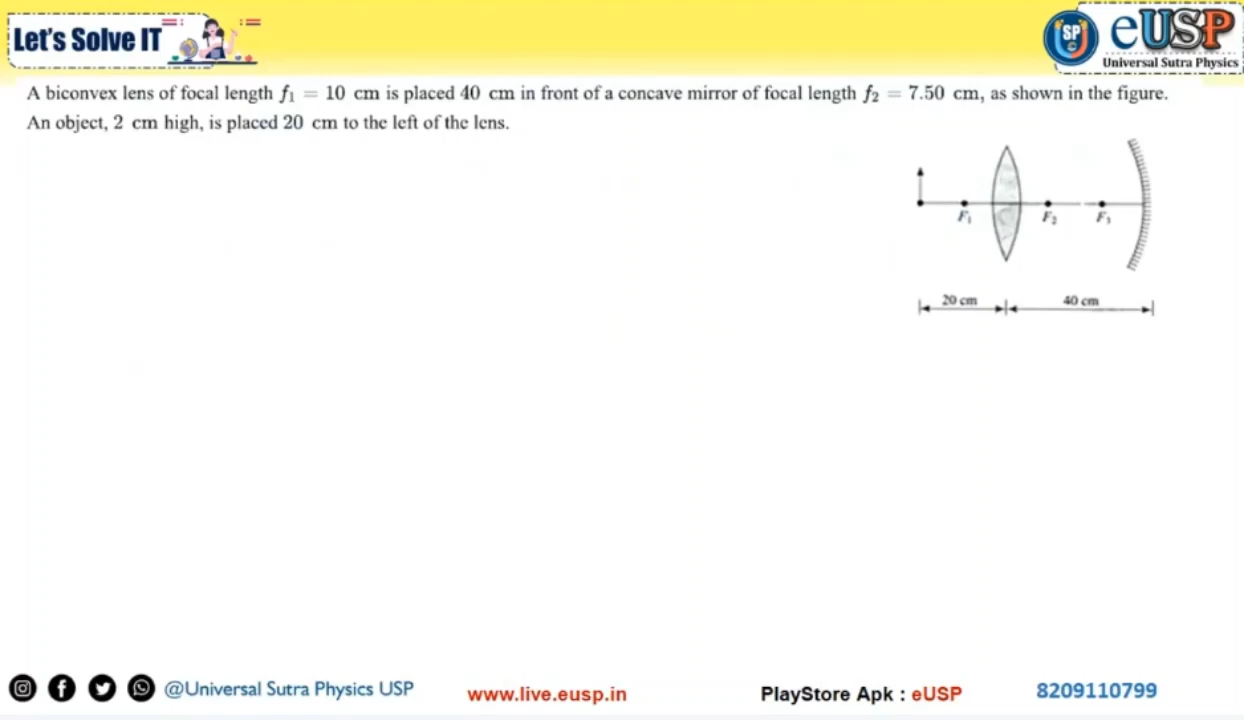 Let's Solve IT
SP eUSP
Universal Sutra Physics
A biconvex lens of focal length f₁ = 10 cm is placed 40 cm in front of a concave mirror of focal length f₂ = 7.50 cm, as shown in the figure.
An object, 2 cm high, is placed 20 cm to the left of the lens.
F₁ F₂ F₃
20 cm 40 cm
@Universal Sutra Physics USP www.live.eusp.in PlayStore Apk : eUSP 8209110799